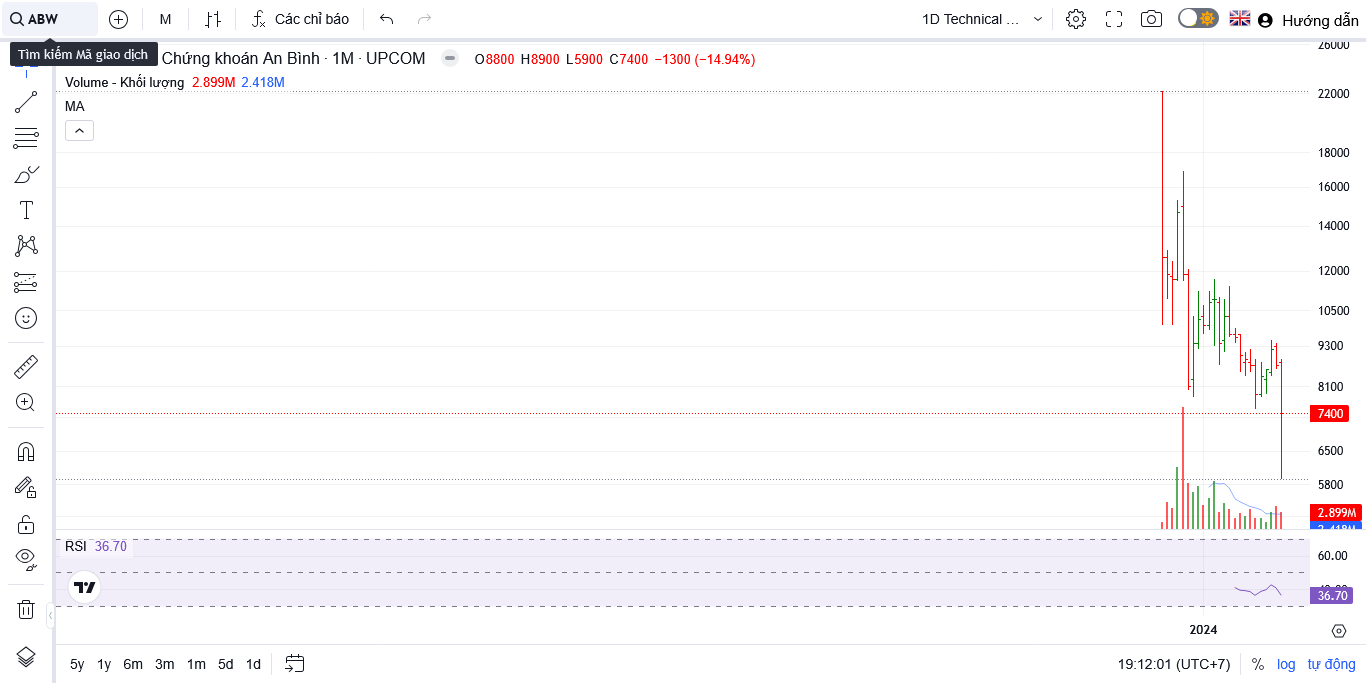 ABW
M
Các chỉ báo
1D Technical ...
Hướng dẫn
Tìm kiếm Mã giao dịch
Chứng khoán An Bình · 1M · UPCOM
O8800 H8900 L5900 C7400 −1300 (−14.94%)
Volume - Khối lượng 2.899M 2.418M
MA
26000
22000
18000
16000
14000
12000
10500
9300
8100
7400
6500
5800
2.899M
2.418M
RSI 36.70
60.00
36.70
2024
5y 1y 6m 3m 1m 5d 1d
19:12:01 (UTC+7)
% log tự động